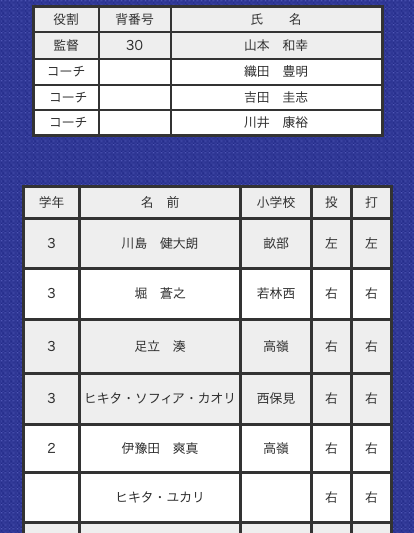 役割 背番号 氏　　名
監督 30 山本　和幸
コーチ 織田　豊明
コーチ 吉田　圭志
コーチ 川井　康裕
学年 名　前 小学校 投 打
3 川島　健大朗 畝部 左 左
3 堀　蒼之 若林西 右 右
3 足立　湊 高嶺 右 右
3 ヒキタ・ソフィア・カオリ 西保見 右 右
2 伊豫田　爽真 高嶺 右 右
ヒキタ・ユカリ 右 右